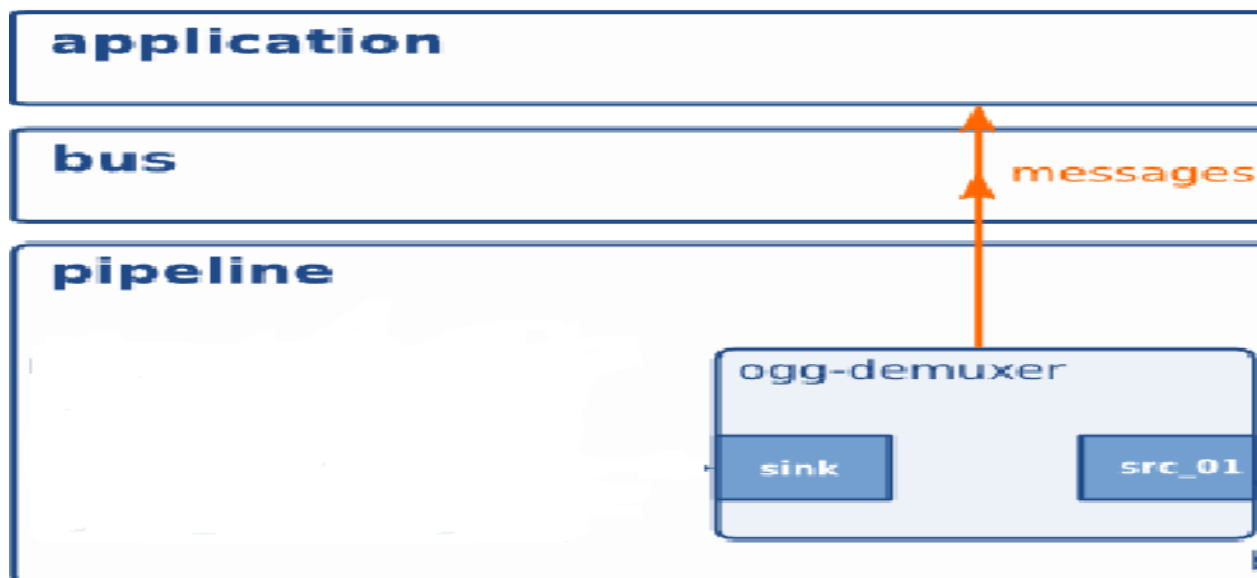 application
bus
messages
pipeline
ogg-demuxer
sink
src_01